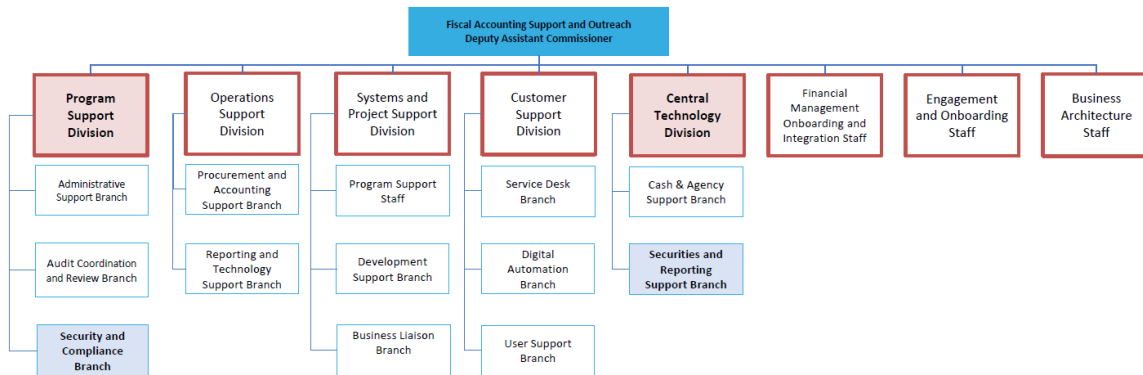 Fiscal Accounting Support and Outreach
Deputy Assistant Commissioner
Program
Support
Division
Operations
Support
Division
Systems and
Project Support
Division
Customer
Support
Division
Central
Technology
Division
Financial
Management
Onboarding and
Integration Staff
Engagement
and Onboarding
Staff
Business
Architecture
Staff
Administrative
Support Branch
Procurement and
Accounting
Support Branch
Program Support
Staff
Service Desk
Branch
Cash & Agency
Support Branch
Audit Coordination
and Review Branch
Reporting and
Technology
Support Branch
Development
Support Branch
Digital
Automation
Branch
Securities and
Reporting
Support Branch
Security and
Compliance
Branch
Business Liaison
Branch
User Support
Branch